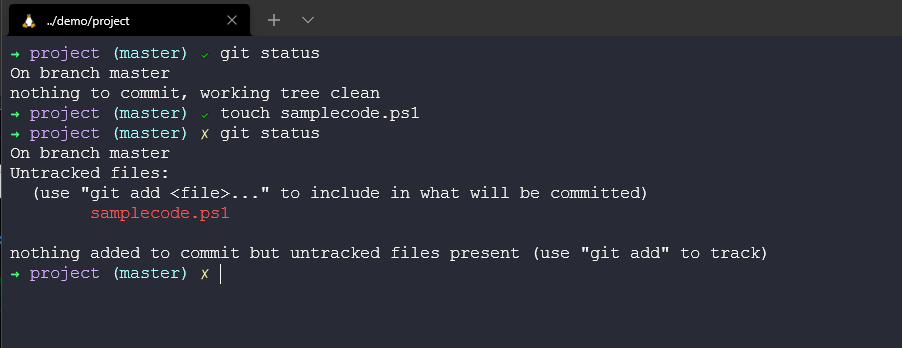 ../demo/project
→ project (master) ✓ git status
On branch master
nothing to commit, working tree clean
→ project (master) ✓ touch samplecode.ps1
→ project (master) ✗ git status
On branch master
Untracked files:
  (use "git add <file>..." to include in what will be committed)
        samplecode.ps1

nothing added to commit but untracked files present (use "git add" to track)
→ project (master) ✗